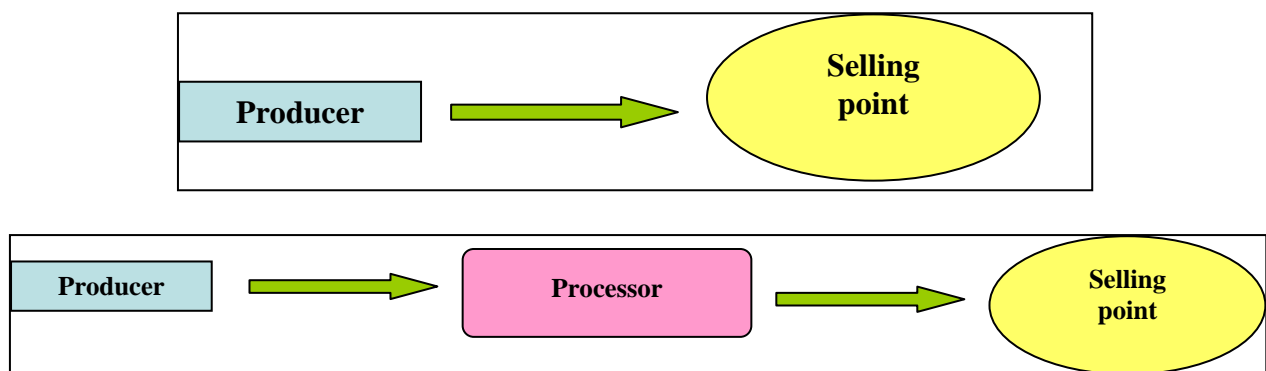 Producer
Selling
point
Producer
Processor
Selling
point